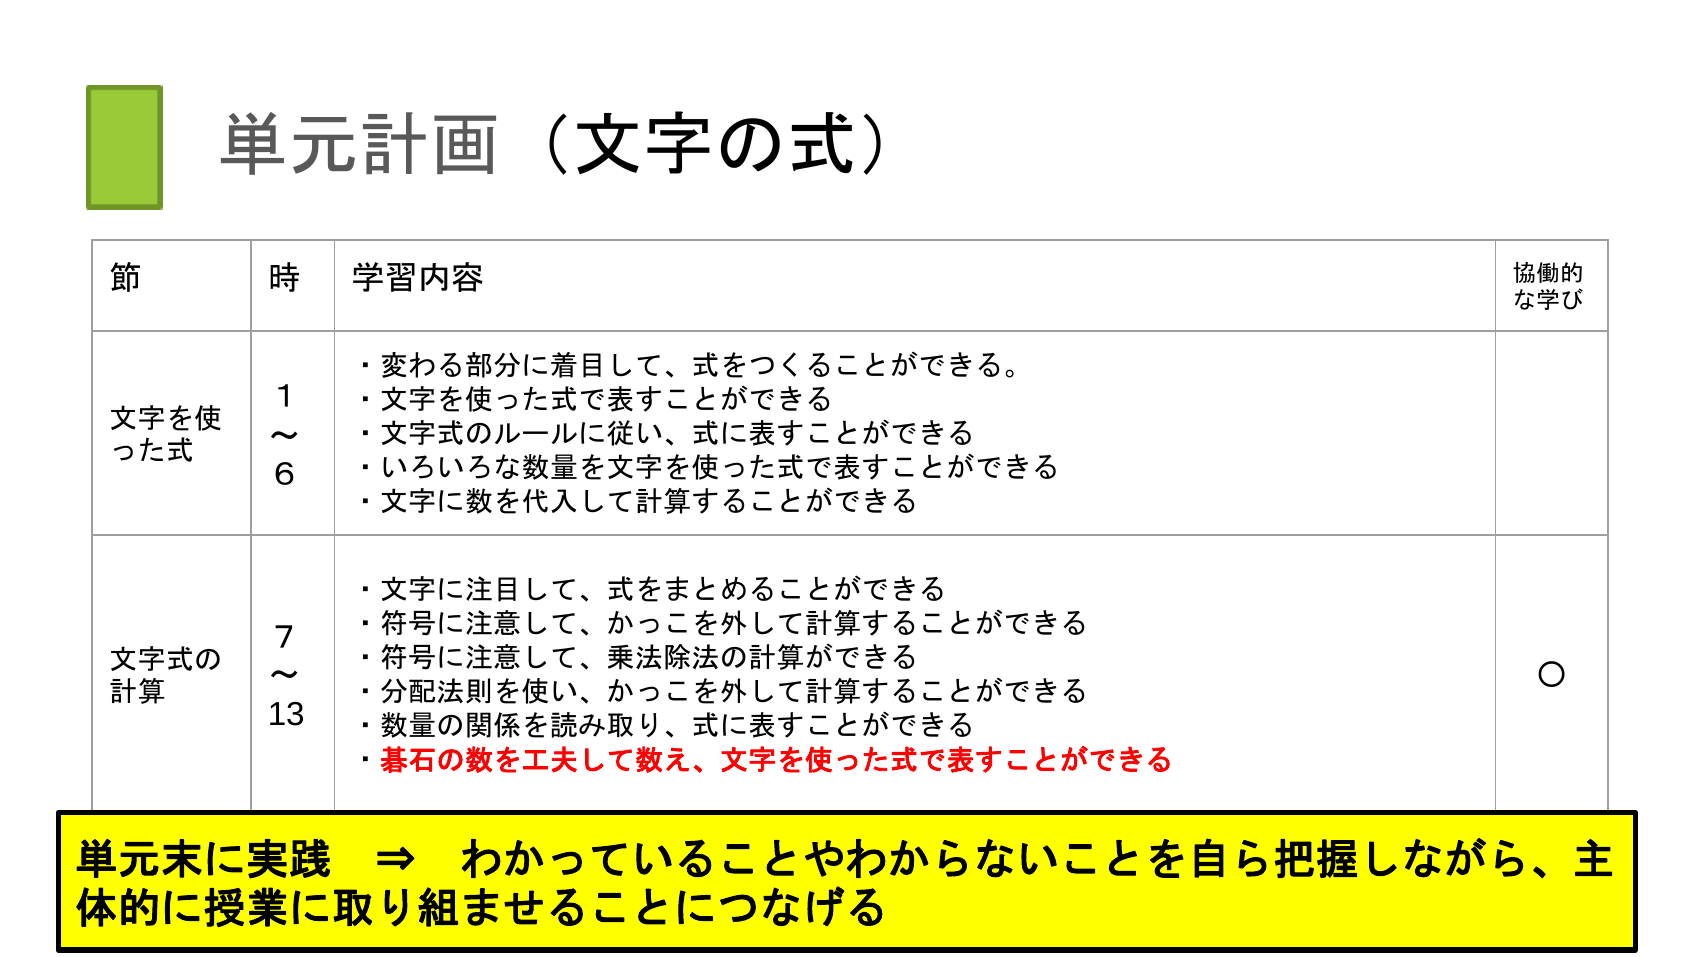 単元計画（文字の式）
節
時
学習内容
協働的
な学び
文字を使
った式
1
～
6
・変わる部分に着目して、式をつくることができる。
・文字を使った式で表すことができる
・文字式のルールに従い、式に表すことができる
・いろいろな数量を文字を使った式で表すことができる
・文字に数を代入して計算することができる
文字式の
計算
7
～
13
・文字に注目して、式をまとめることができる
・符号に注意して、かっこを外して計算することができる
・符号に注意して、乗法除法の計算ができる
・分配法則を使い、かっこを外して計算することができる
・数量の関係を読み取り、式に表すことができる
・碁石の数を工夫して数え、文字を使った式で表すことができる
○
単元末に実践　⇒　わかっていることやわからないことを自ら把握しながら、主
体的に授業に取り組ませることにつなげる